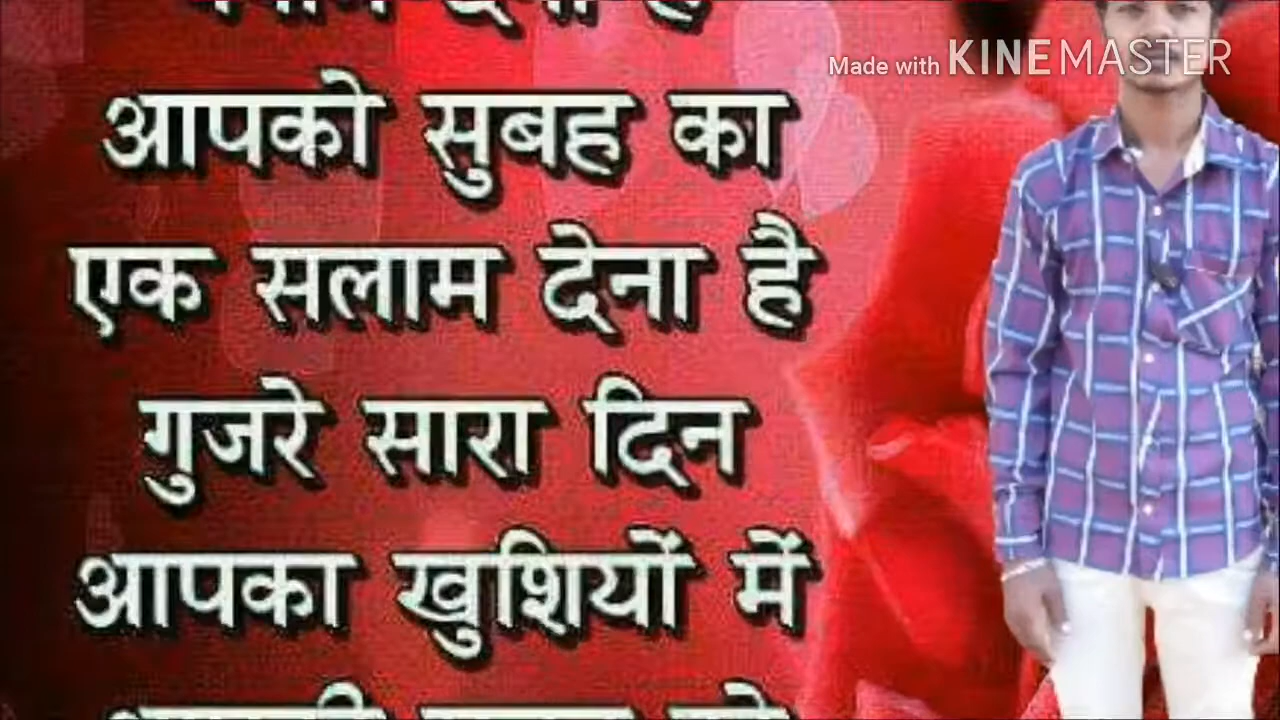 Made with KINEMASTER
आपको सुबह का
एक सलाम देना है
गुजरे सारा दिन
आपका खुशियों में